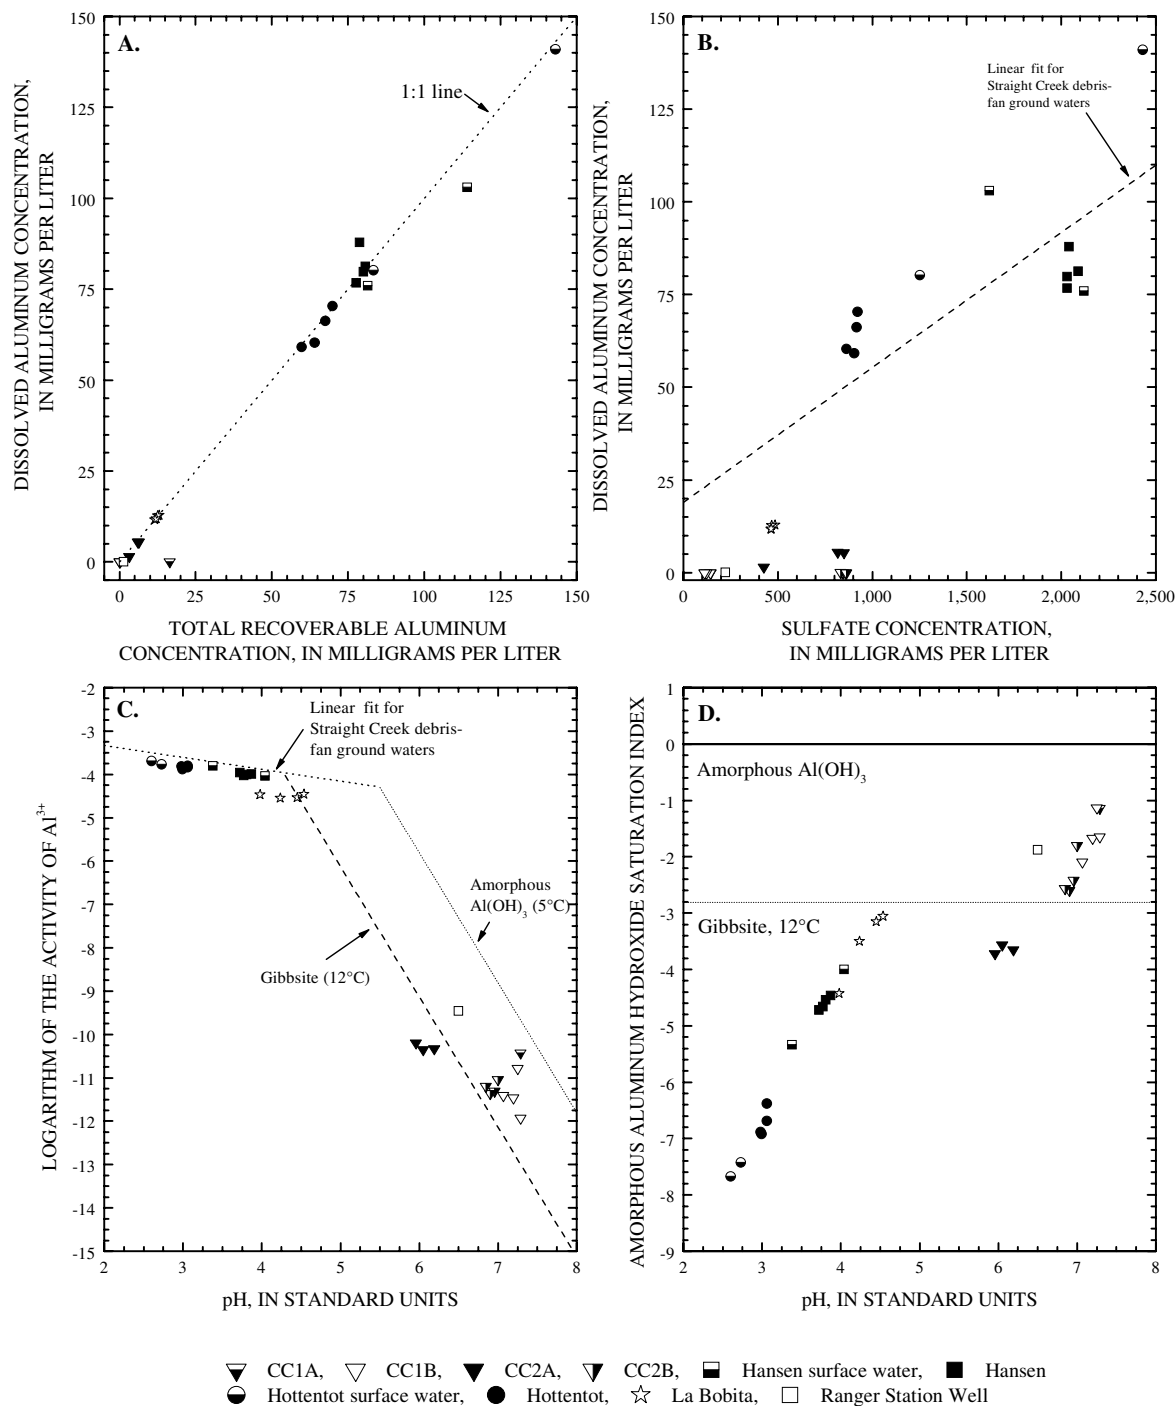 A.
1:1 line
150
125
100
75
50
25
0
0 25 50 75 100 125 150
DISSOLVED ALUMINUM CONCENTRATION,
IN MILLIGRAMS PER LITER
TOTAL RECOVERABLE ALUMINUM
CONCENTRATION, IN MILLIGRAMS PER LITER
B.
Linear fit for
Straight Creek debris-
fan ground waters
150
125
100
75
50
25
0
0 500 1,000 1,500 2,000 2,500
DISSOLVED ALUMINUM CONCENTRATION,
IN MILLIGRAMS PER LITER
SULFATE CONCENTRATION,
IN MILLIGRAMS PER LITER
C.
Linear fit for
Straight Creek debris-
fan ground waters
Amorphous
Al(OH)3 (5°C)
Gibbsite (12°C)
-2
-3
-4
-5
-6
-7
-8
-9
-10
-11
-12
-13
-14
-15
2 3 4 5 6 7 8
LOGARITHM OF THE ACTIVITY OF Al3+
pH, IN STANDARD UNITS
D.
Amorphous Al(OH)3
Gibbsite, 12°C
1
0
-1
-2
-3
-4
-5
-6
-7
-8
-9
2 3 4 5 6 7 8
AMORPHOUS ALUMINUM HYDROXIDE SATURATION INDEX
pH, IN STANDARD UNITS
CC1A, CC1B, CC2A, CC2B, Hansen surface water, Hansen
Hottentot surface water, Hottentot, La Bobita, Ranger Station Well